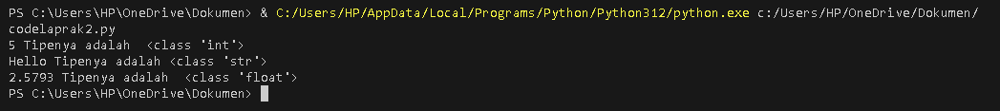 PS C:\Users\HP\OneDrive\Dokumen> & C:/Users/HP/AppData/Local/Programs/Python/Python312/python.exe c:/Users/HP/OneDrive/Dokumen/
codelaprak2.py
5 Tipenya adalah  <class 'int'>
Hello Tipenya adalah <class 'str'>
2.5793 Tipenya adalah  <class 'float'>
PS C:\Users\HP\OneDrive\Dokumen>